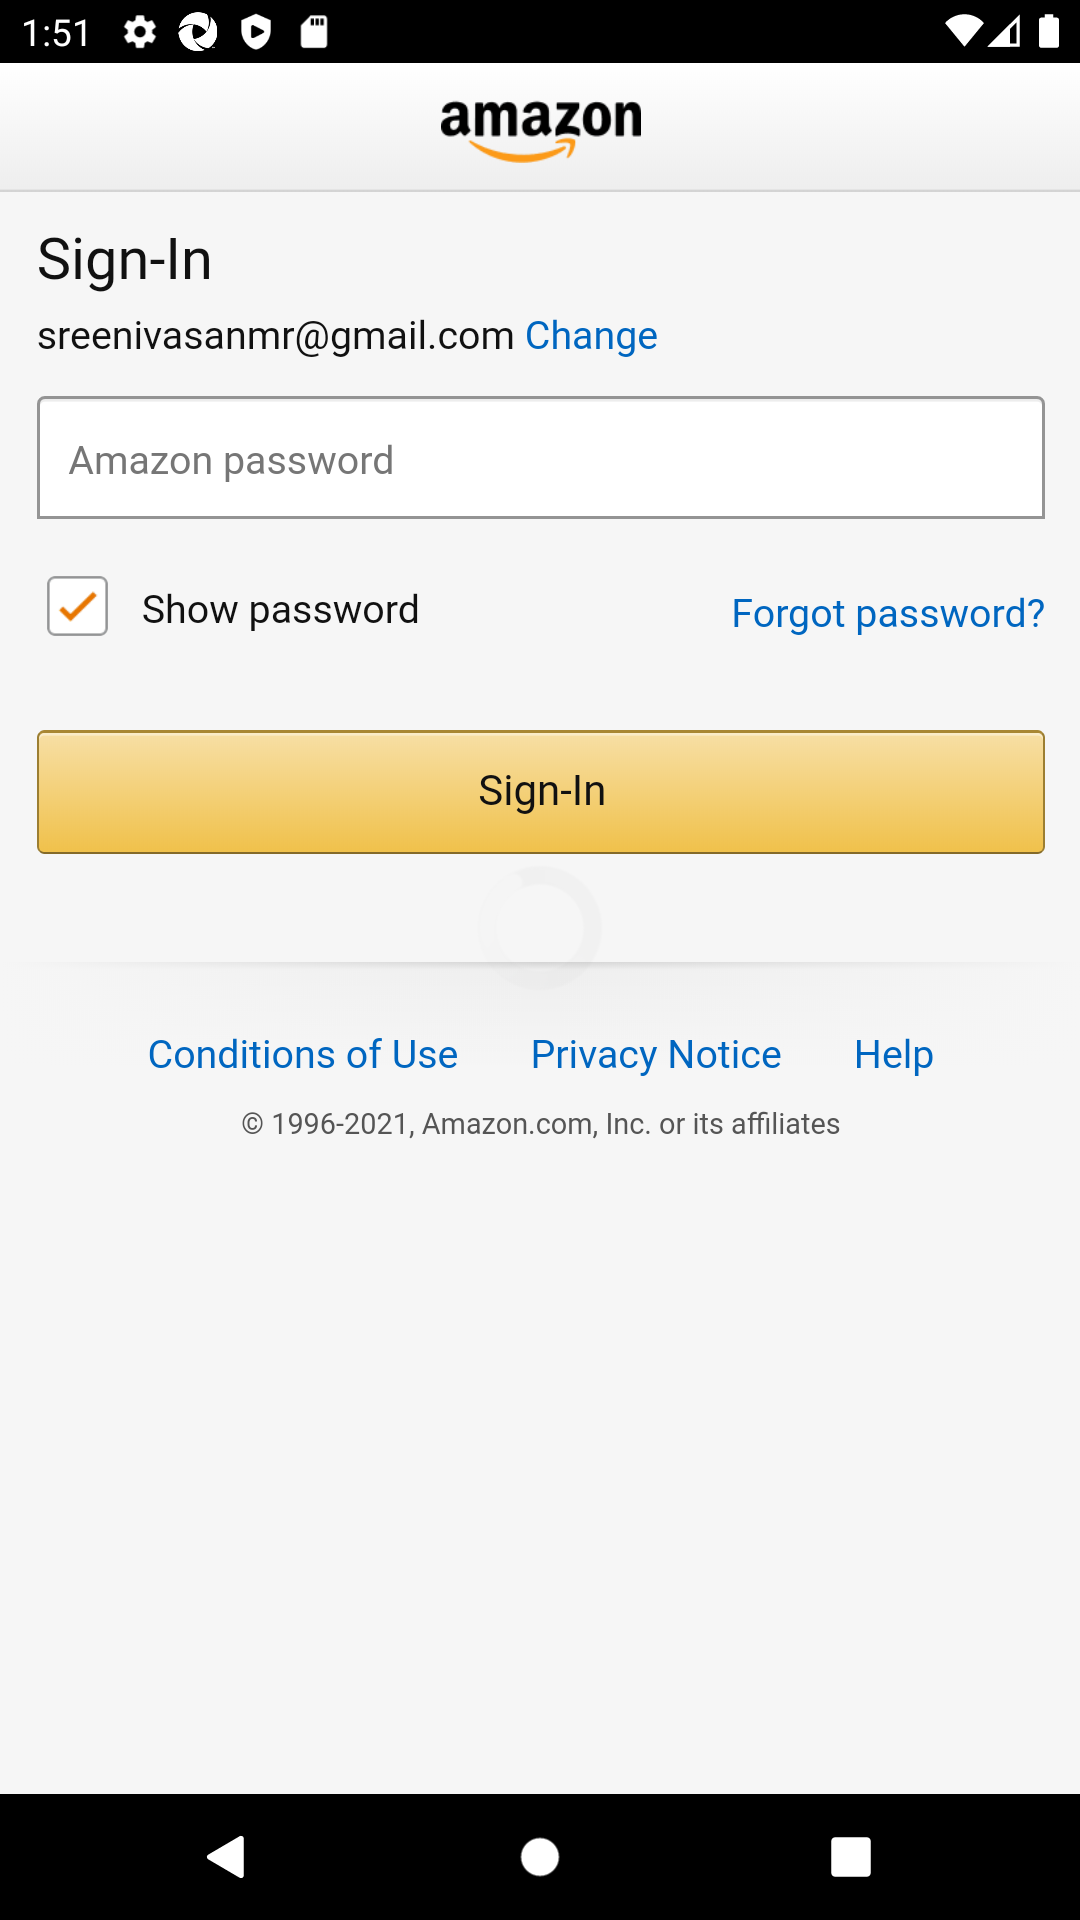 1:51
amazon
Sign-In
sreenivasanmr@gmail.com Change
Amazon password
Show password
Forgot password?
Sign-In
Conditions of Use Privacy Notice Help
© 1996-2021, Amazon.com, Inc. or its affiliates